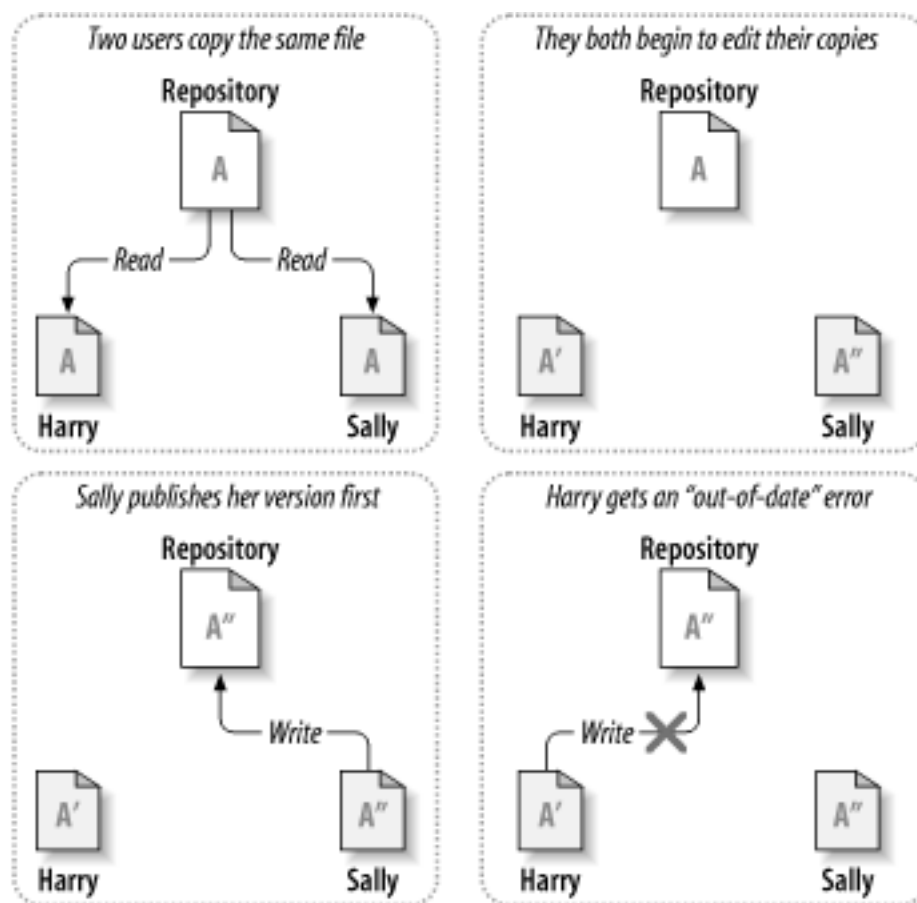 Two users copy the same file
Repository
A
Read Read
A A
Harry Sally
They both begin to edit their copies
Repository
A
A' A"
Harry Sally
Sally publishes her version first
Repository
A"
Write
A' A"
Harry Sally
Harry gets an “out-of-date” error
Repository
A"
Write
A' A"
Harry Sally